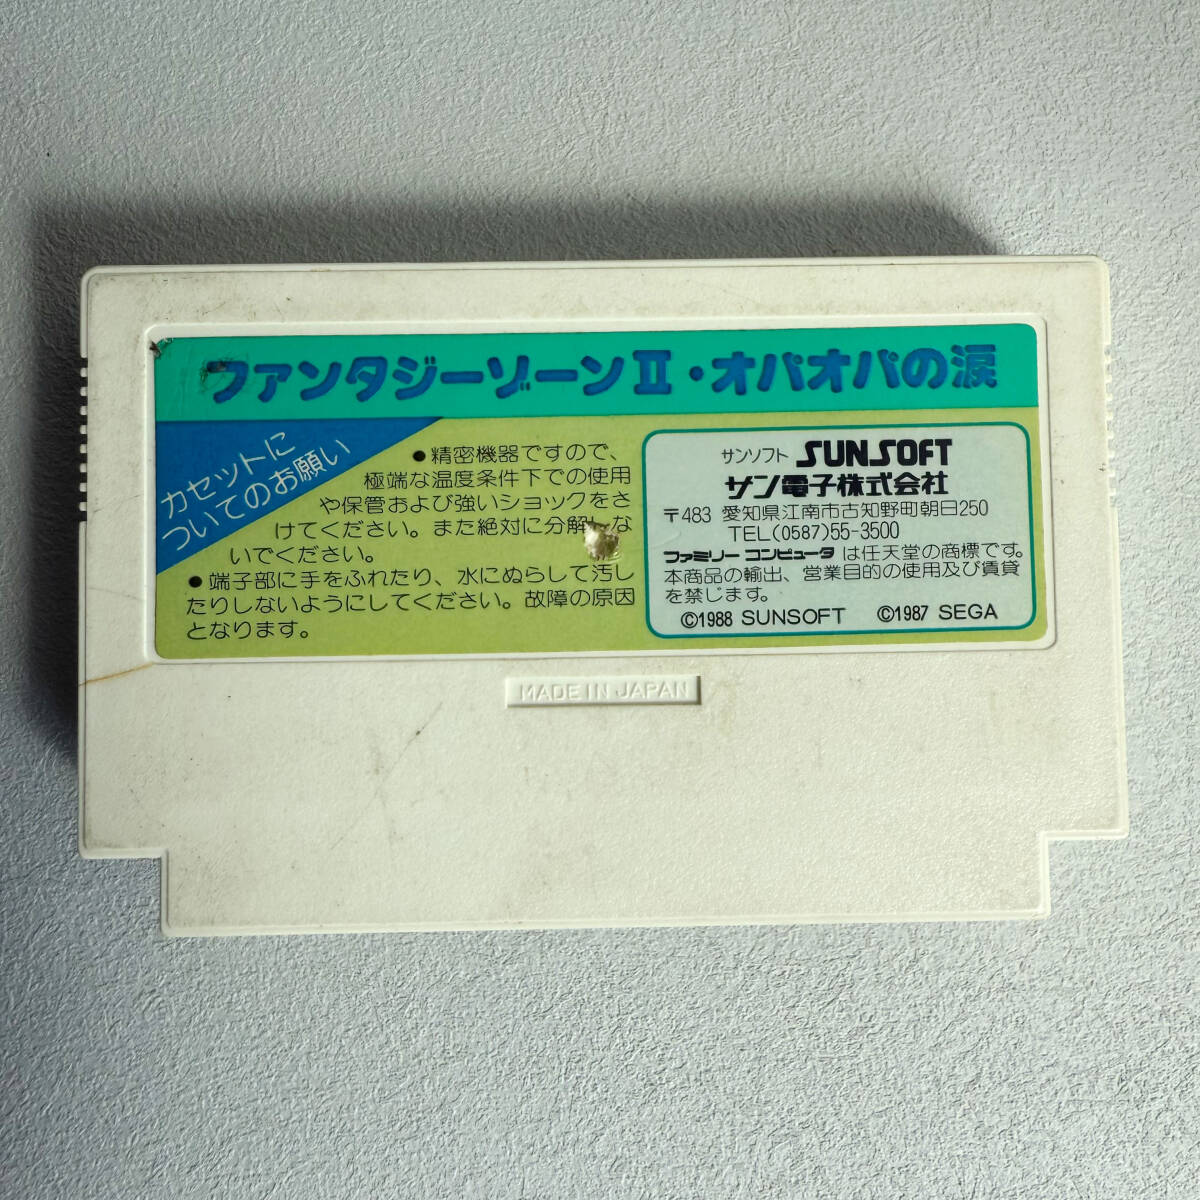 ファンタジーゾーンⅡ・オパオパの涙
カセットに
ついてのお願い
●精密機器ですので、
極端な温度条件下での使用
や保管および強いショックをさ
けてください。また絶対に分解 な
いでください。
●端子部に手をふれたり、水にぬらして汚し
たりしないようにしてください。故障の原因
となります。
サンソフト SUNSOFT
サン電子株式会社
〒483 愛知県江南市古知野町朝日250
TEL(0587)55-3500
ファミリーコンピュータ は任天堂の商標です。
本商品の輸出、営業目的の使用及び賃貸
を禁じます。
©1988 SUNSOFT ©1987 SEGA
MADE IN JAPAN